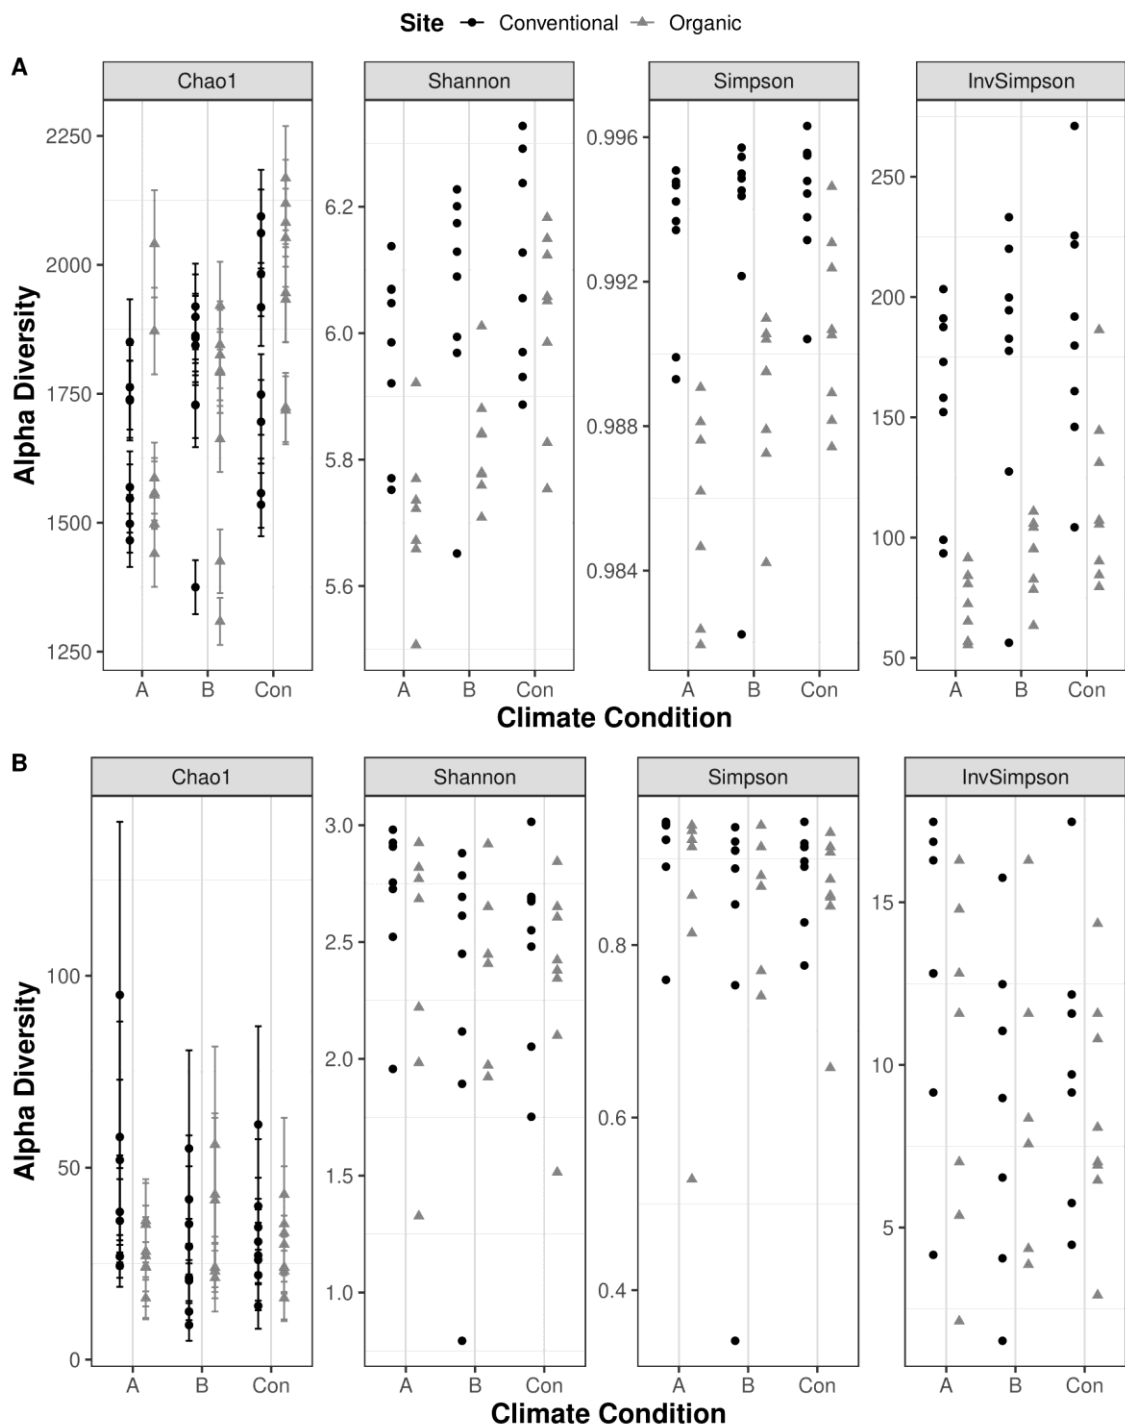 Site Conventional Organic
A
Chao1 Shannon Simpson InvSimpson
Alpha Diversity
2250
2000
1750
1500
1250
6.2
6.0
5.8
5.6
0.996
0.992
0.988
0.984
250
200
150
100
50
A B Con A B Con A B Con A B Con
Climate Condition
B
Chao1 Shannon Simpson InvSimpson
Alpha Diversity
100
50
0
3.0
2.5
2.0
1.5
1.0
0.8
0.6
0.4
15
10
5
A B Con A B Con A B Con A B Con
Climate Condition